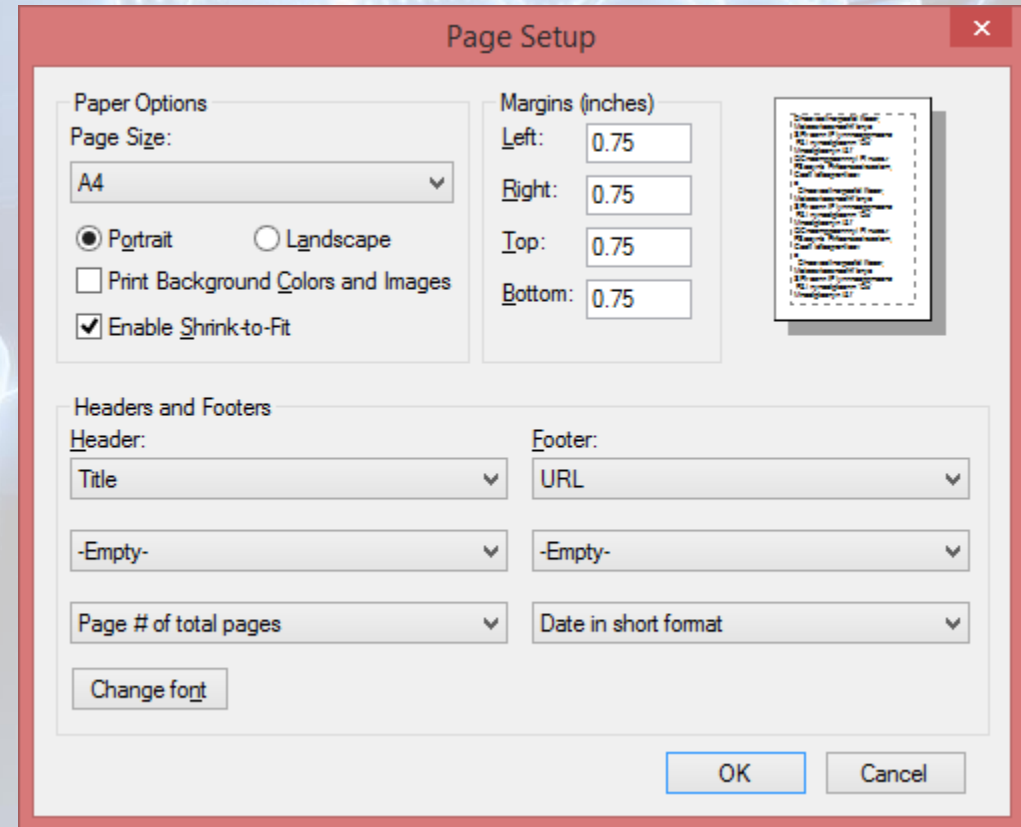 Page Setup
Paper Options
Page Size:
A4
Portrait
Landscape
Print Background Colors and Images
Enable Shrink-to-Fit
Margins (inches)
Left: 0.75
Right: 0.75
Top: 0.75
Bottom: 0.75
Headers and Footers
Header:
Footer:
Title
URL
-Empty-
-Empty-
Page # of total pages
Date in short format
Change font
OK
Cancel